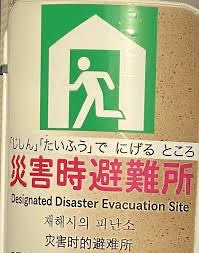 「じしん」「たいふう」で にげる ところ
災害時避難所
Designated Disaster Evacuation Site
재해시의 피난소
灾害时的避难所